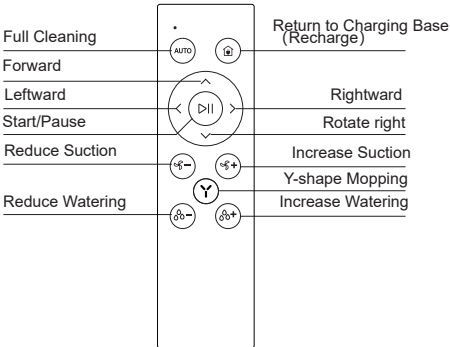 Full Cleaning
Return to Charging Base
(Recharge)
AUTO
Forward
Leftward
Rightward
Start/Pause
Rotate right
Reduce Suction
Increase Suction
Y-shape Mopping
Reduce Watering
Increase Watering